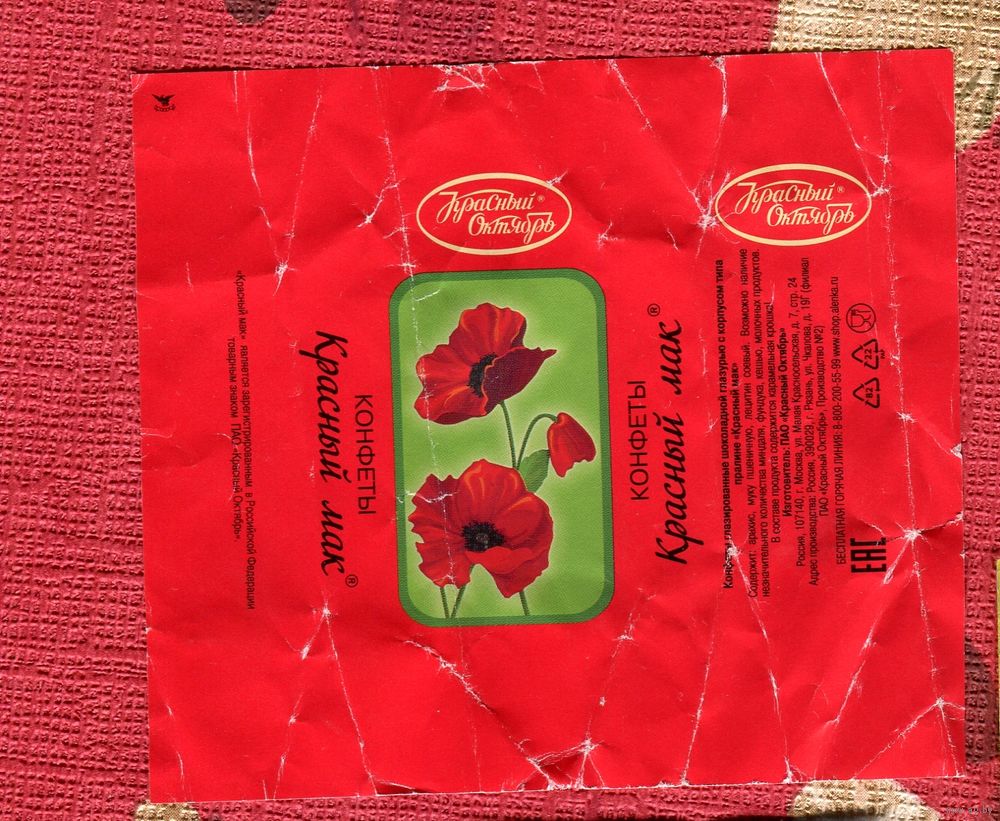 Красный®
Октябрь
Красный®
Октябрь
«Красный мак» является зарегистрированным в Российской Федерации
товарным знаком ПАО «Красный Октябрь».
КОНФЕТЫ
Красный мак®
КОНФЕТЫ
Красный мак®
Конфеты глазированные шоколадной глазурью с корпусом типа
пралине «Красный мак»
Содержит: арахис, муку пшеничную, лецитин соевый. Возможно наличие
незначительного количества миндаля, фундука, кешью, молочных продуктов.
В составе продукта содержится карамельная крошка!
Изготовитель: ПАО «Красный Октябрь»
Россия, 107140, г. Москва, ул. Малая Красносельская, д. 7, стр. 24
Адрес производства: Россия, 390029, г. Рязань, ул. Чкалова, д. 19Г (филиал
ПАО «Красный Октябрь», Производство №2)
БЕСПЛАТНАЯ ГОРЯЧАЯ ЛИНИЯ: 8-800-200-55-99 www.shop.alenka.ru
EAC
82
22